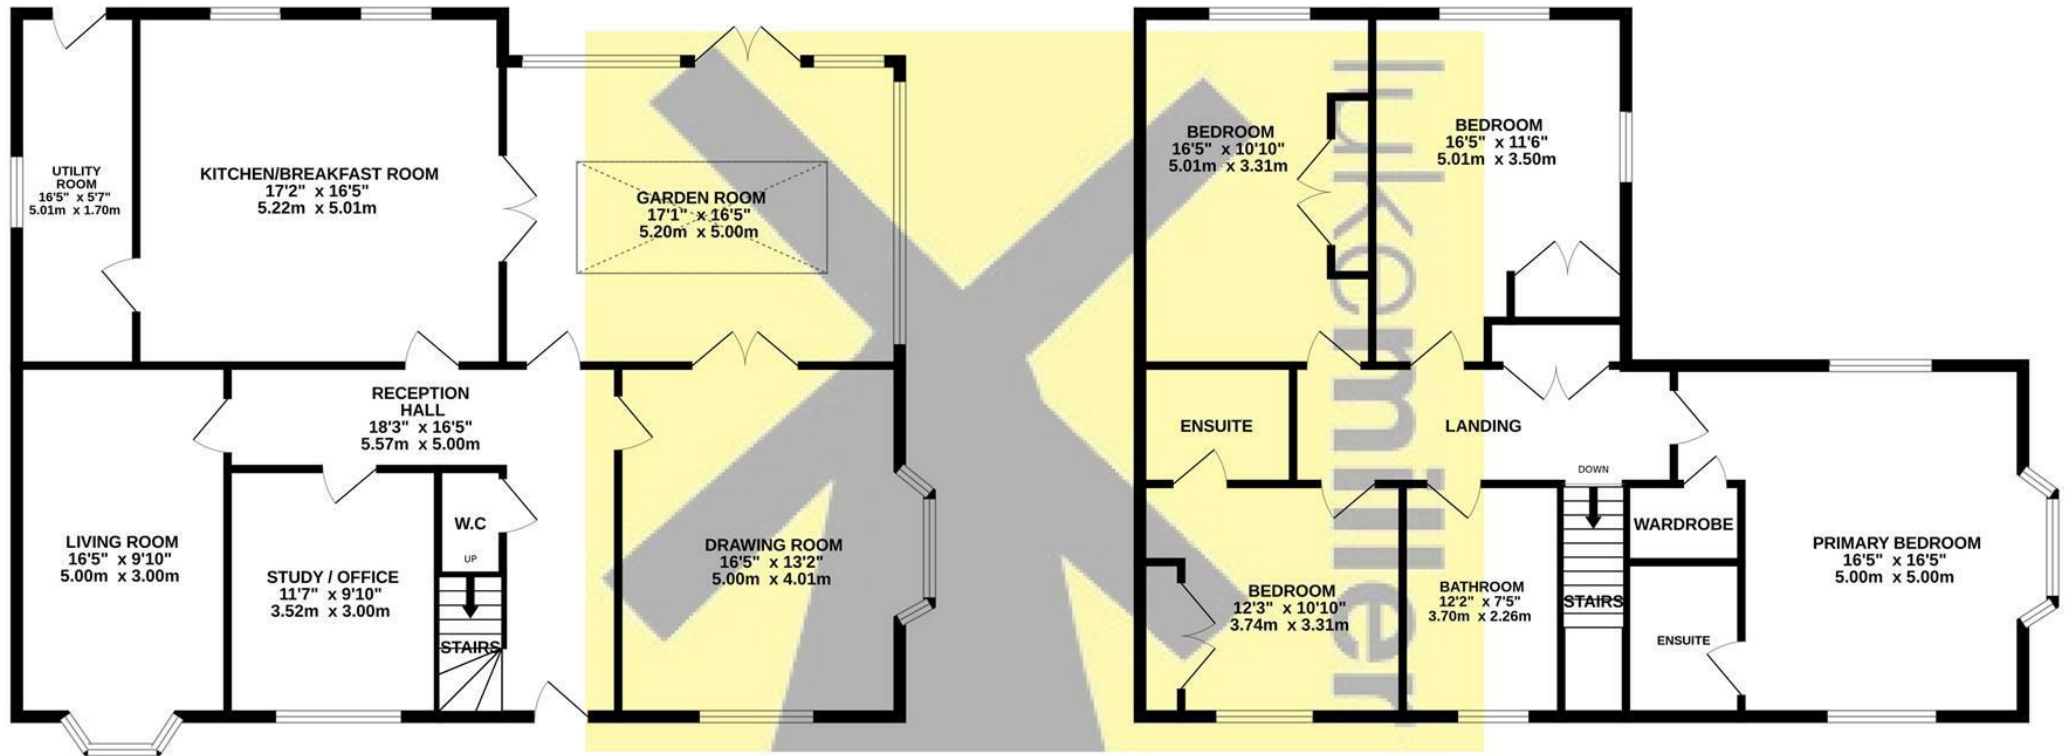 UTILITY
ROOM
16'5" x 5'7"
5.01m x 1.70m
KITCHEN/BREAKFAST ROOM
17'2" x 16'5"
5.22m x 5.01m
GARDEN ROOM
17'1" x 16'5"
5.20m x 5.00m
RECEPTION
HALL
18'3" x 16'5"
5.57m x 5.00m
LIVING ROOM
16'5" x 9'10"
5.00m x 3.00m
STUDY / OFFICE
11'7" x 9'10"
3.52m x 3.00m
W.C
UP
STAIRS
DRAWING ROOM
16'5" x 13'2"
5.00m x 4.01m
BEDROOM
16'5" x 10'10"
5.01m x 3.31m
BEDROOM
16'5" x 11'6"
5.01m x 3.50m
ENSUITE
LANDING
DOWN
BEDROOM
12'3" x 10'10"
3.74m x 3.31m
BATHROOM
12'2" x 7'5"
3.70m x 2.26m
STAIRS
WARDROBE
ENSUITE
PRIMARY BEDROOM
16'5" x 16'5"
5.00m x 5.00m
lukemiller